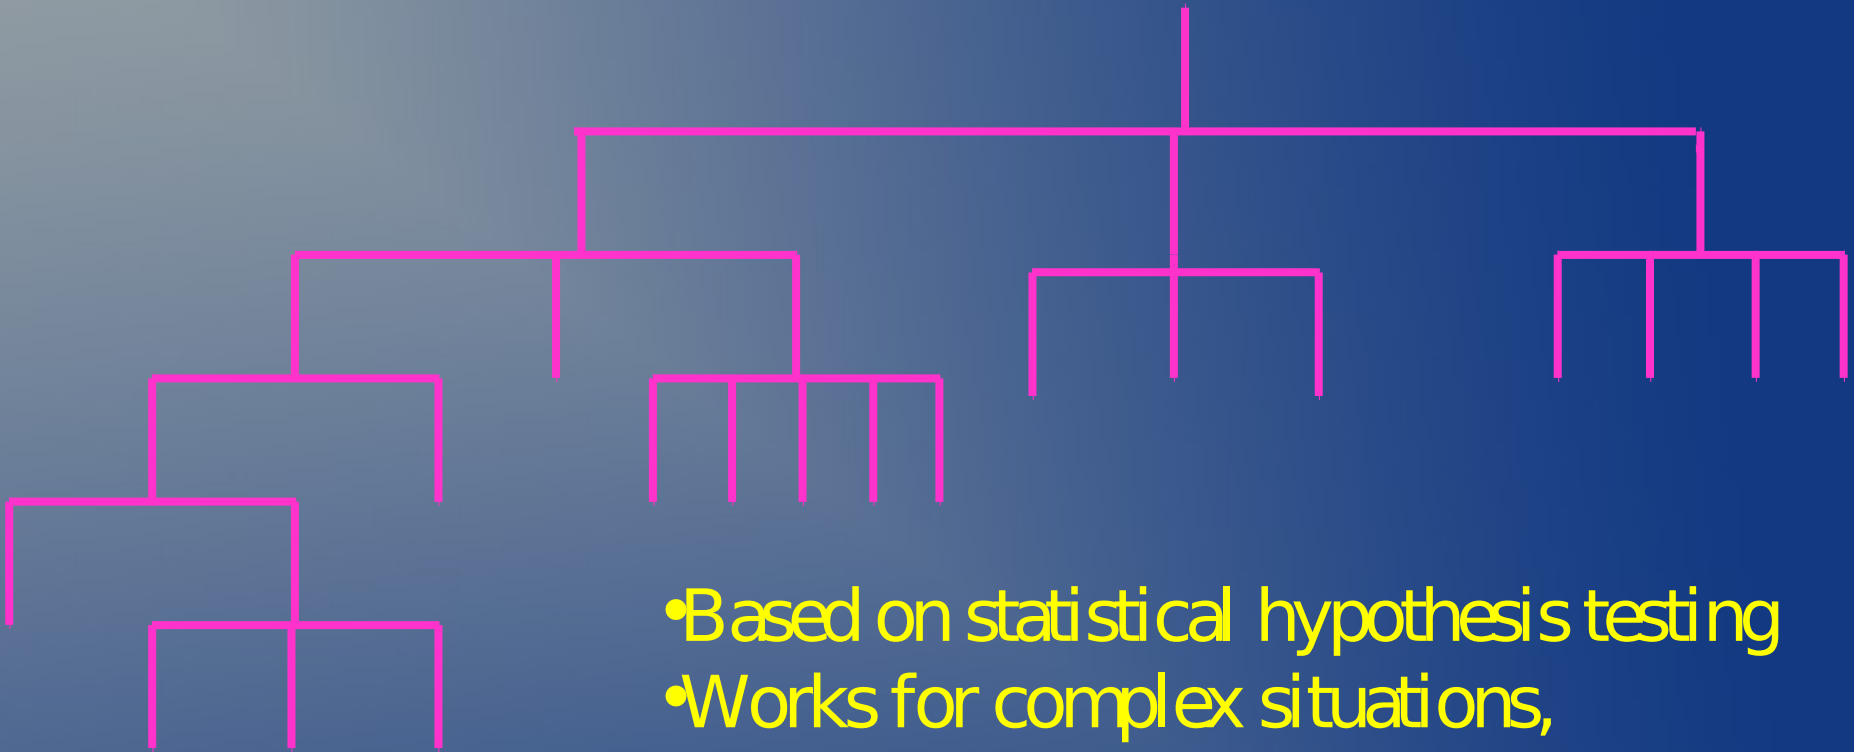 •Based on statistical hypothesis testing
•Works for complex situations,